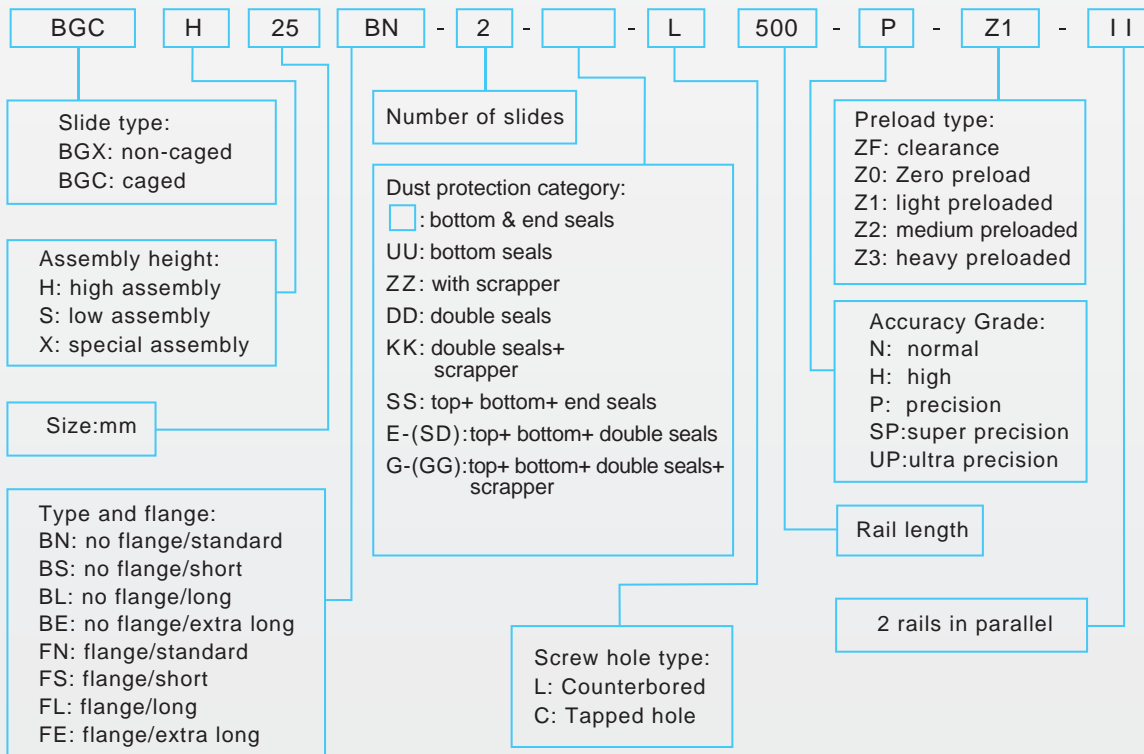 BGC H 25 BN - 2 - - L 500 - P - Z1 - II
Slide type:
BGX: non-caged
BGC: caged
Assembly height:
H: high assembly
S: low assembly
X: special assembly
Size:mm
Type and flange:
BN: no flange/standard
BS: no flange/short
BL: no flange/long
BE: no flange/extra long
FN: flange/standard
FS: flange/short
FL: flange/long
FE: flange/extra long
Number of slides
Dust protection category:
: bottom & end seals
UU: bottom seals
ZZ: with scrapper
DD: double seals
KK: double seals+
scrapper
SS: top+ bottom+ end seals
E-(SD):top+ bottom+ double seals
G-(GG):top+ bottom+ double seals+
scrapper
Screw hole type:
L: Counterbored
C: Tapped hole
Preload type:
ZF: clearance
Z0: Zero preload
Z1: light preloaded
Z2: medium preloaded
Z3: heavy preloaded
Accuracy Grade:
N: normal
H: high
P: precision
SP:super precision
UP:ultra precision
Rail length
2 rails in parallel